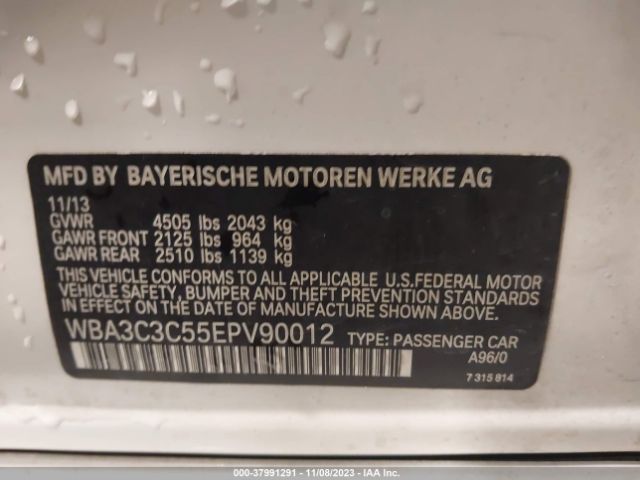 MFD BY BAYERISCHE MOTOREN WERKE AG
11/13
GVWR 4505 lbs 2043 kg
GAWR FRONT 2125 lbs 964 kg
GAWR REAR 2510 lbs 1139 kg
THIS VEHICLE CONFORMS TO ALL APPLICABLE U.S.FEDERAL MOTOR
VEHICLE SAFETY, BUMPER AND THEFT PREVENTION STANDARDS
IN EFFECT ON THE DATE OF MANUFACTURE SHOWN ABOVE.
WBA3C3C55EPV90012 TYPE: PASSENGER CAR
A96/0
7 315 814
000-37991291 - 11/08/2023 - IAA Inc.